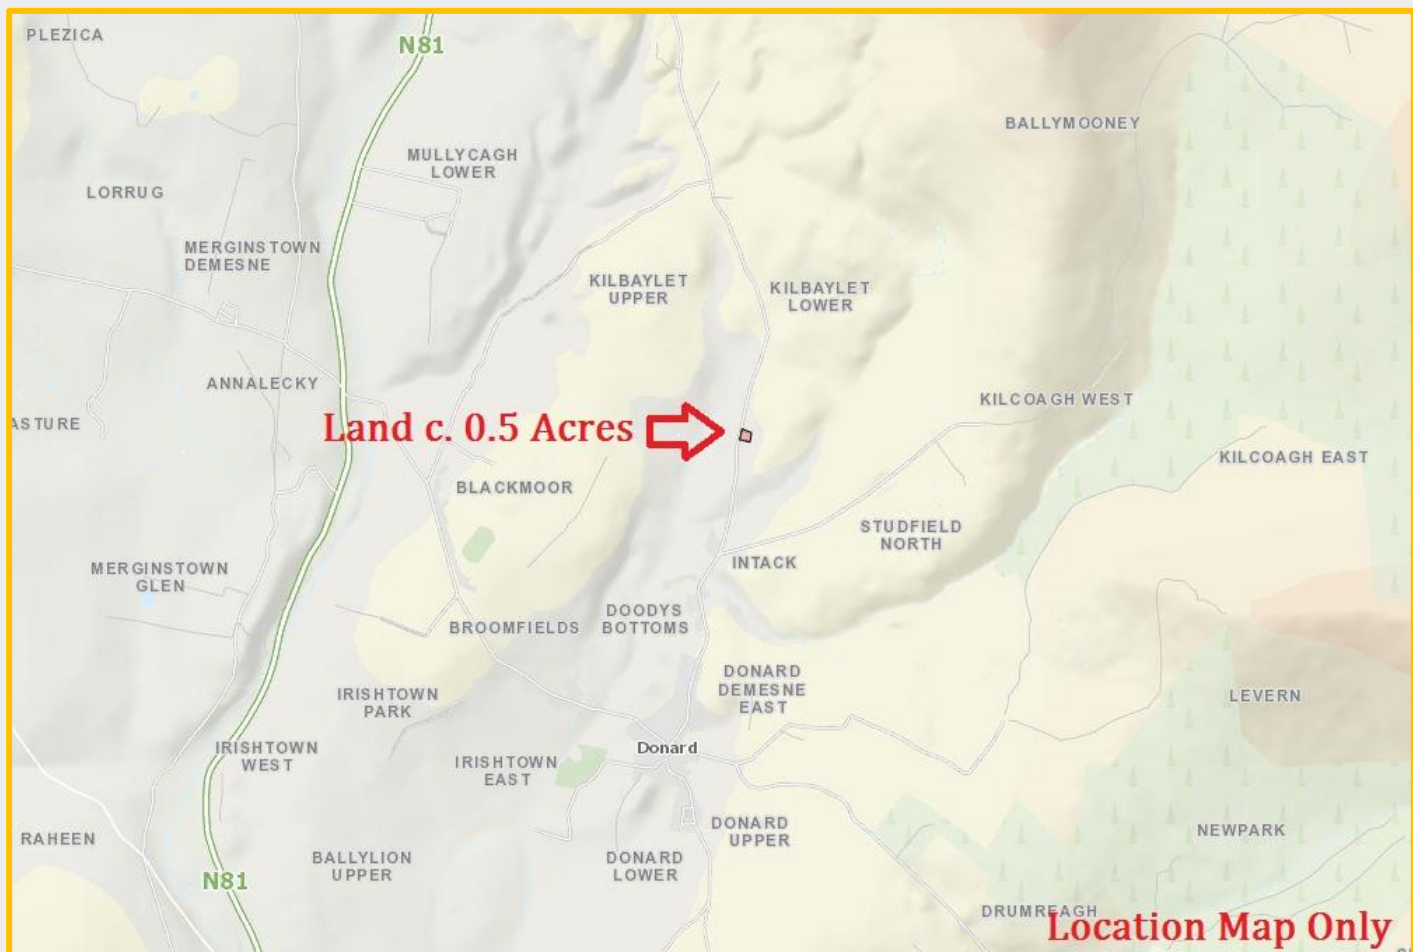 PLEZICA
N81
BALLYMOONEY
MULLYCAGH
LOWER
LORRUG
MERGINSTOWN
DEMESNE
KILBAYLET
UPPER
KILBAYLET
LOWER
ANNALECKY
KILCOAGH WEST
ASTURE
Land c. 0.5 Acres
KILCOAGH EAST
BLACKMOOR
STUDFIELD
NORTH
INTACK
MERGINSTOWN
GLEN
DOODYS
BOTTOMS
BROOMFIELDS
DONARD
DEMESNE
EAST
IRISHTOWN
PARK
LEVERN
IRISHTOWN
WEST
Donard
IRISHTOWN
EAST
RAHEEN
DONARD
UPPER
NEWPARK
BALLYLION
UPPER
DONARD
LOWER
N81
DRUMREAGH
Location Map Only